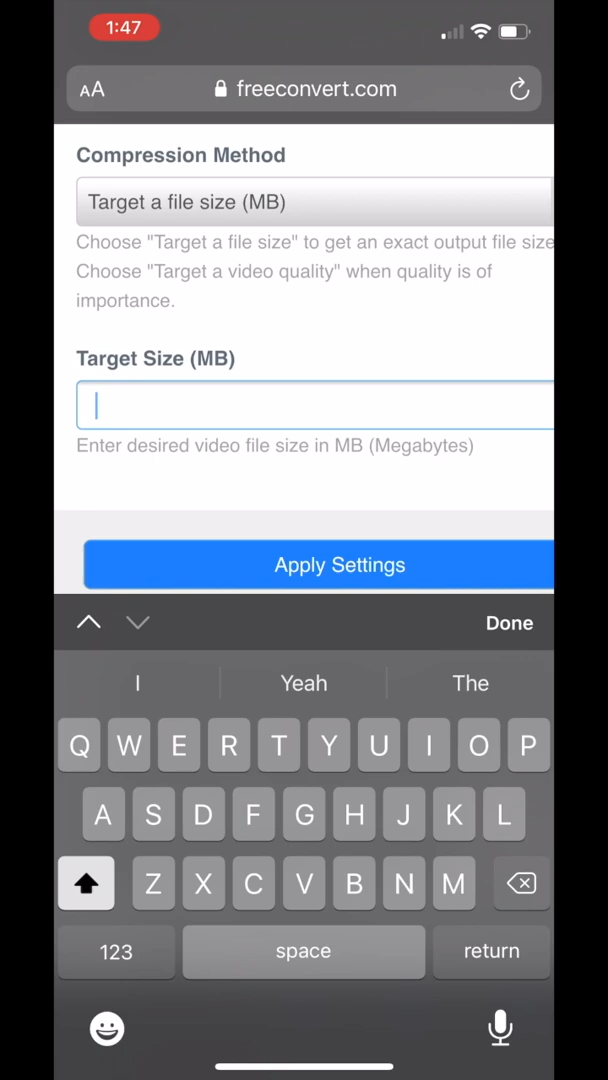 1:47
AA freeconvert.com
Compression Method
Target a file size (MB)
Choose "Target a file size" to get an exact output file size
Choose "Target a video quality" when quality is of
importance.
Target Size (MB)
Enter desired video file size in MB (Megabytes)
Apply Settings
Done
I Yeah The
Q W E R T Y U I O P
A S D F G H J K L
Z X C V B N M
123 space return